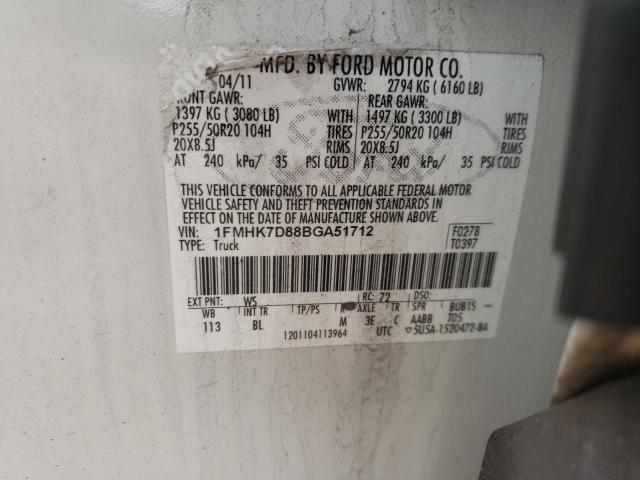 MFD. BY FORD MOTOR CO.
04/11 GVWR: 2794 KG ( 6160 LB)
FRONT GAWR: REAR GAWR:
1397 KG ( 3080 LB) 1497 KG ( 3300 LB)
P255/50R20 104H TIRES P255/50R20 104H TIRES
20X8.5J RIMS 20X8.5J RIMS
AT 240 kPa/ 35 PSI COLD AT 240 kPa/ 35 PSI COLD
THIS VEHICLE CONFORMS TO ALL APPLICABLE FEDERAL MOTOR
VEHICLE SAFETY AND THEFT PREVENTION STANDARDS IN
EFFECT ON THE DATE OF MANUFACTURE SHOWN ABOVE.
VIN: 1FMHK7D88BGA51712 F0278
TYPE: Truck T0397
EXT PNT: WS RC: 72 DSO:
WB INT TR TP/PS R AXLE TR SPR BUB15
113 BL M 3E C AABB T05
1201104113964 UTC 5U5A-1520472-BA